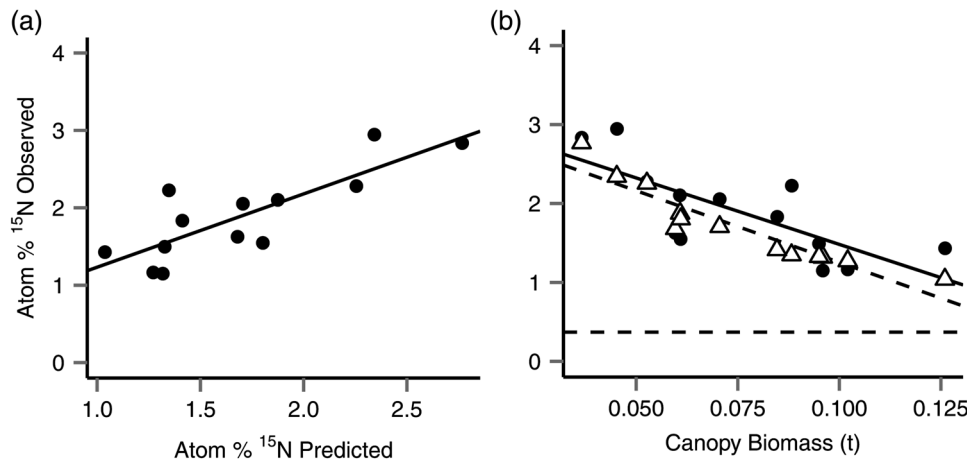 (a)
4
3
2
1
0
Atom % ¹⁵N Observed
1.0 1.5 2.0 2.5
Atom % ¹⁵N Predicted
(b)
4
3
2
1
0
0.050 0.075 0.100 0.125
Canopy Biomass (t)